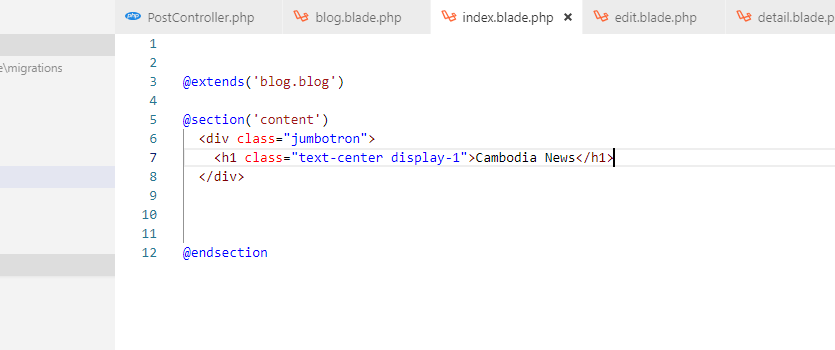 php PostController.php blog.blade.php index.blade.php × edit.blade.php detail.blade.p
e\migrations
1
2
3 @extends('blog.blog')
4
5 @section('content')
6 <div class="jumbotron">
7 <h1 class="text-center display-1">Cambodia News</h1>
8 </div>
9
10
11
12 @endsection